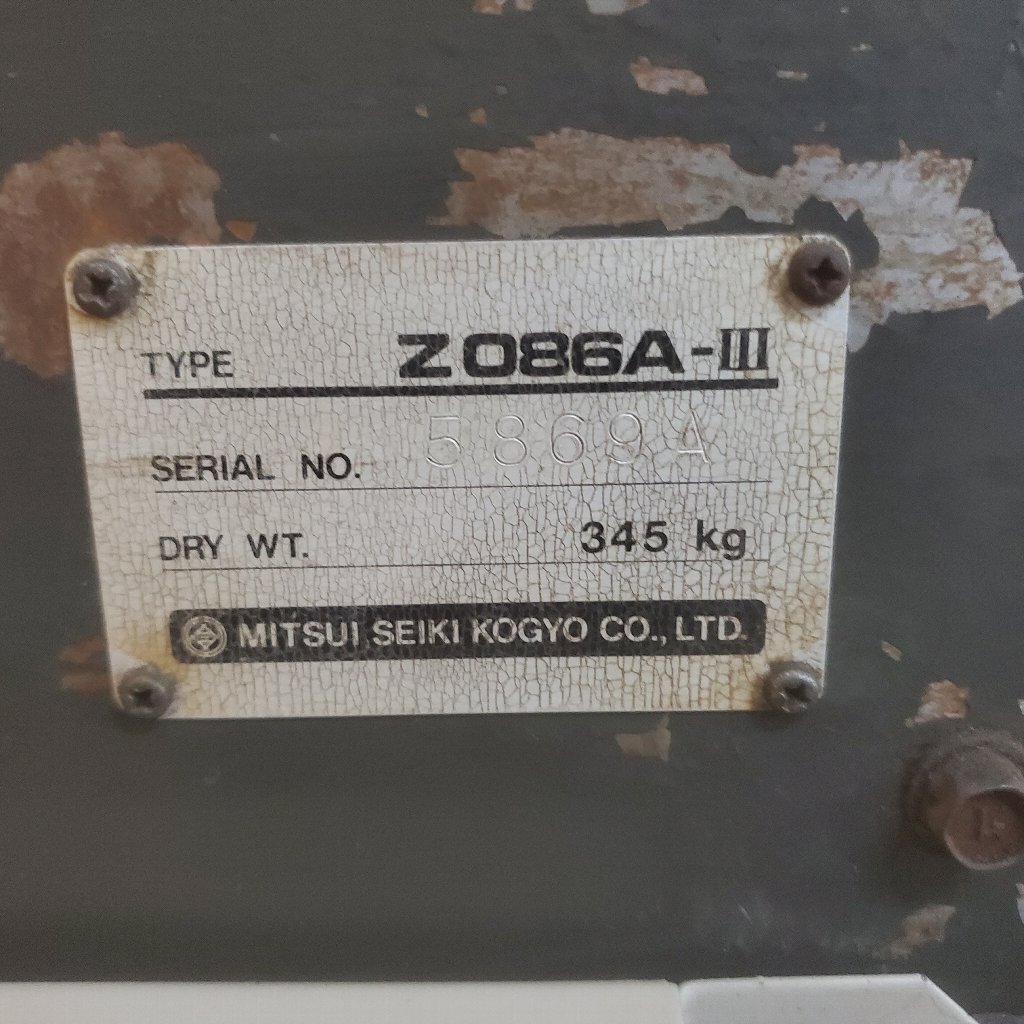 TYPE Z086A-III
SERIAL NO. 5869A
DRY WT. 345 kg
MITSUI SEIKI KOGYO CO., LTD.